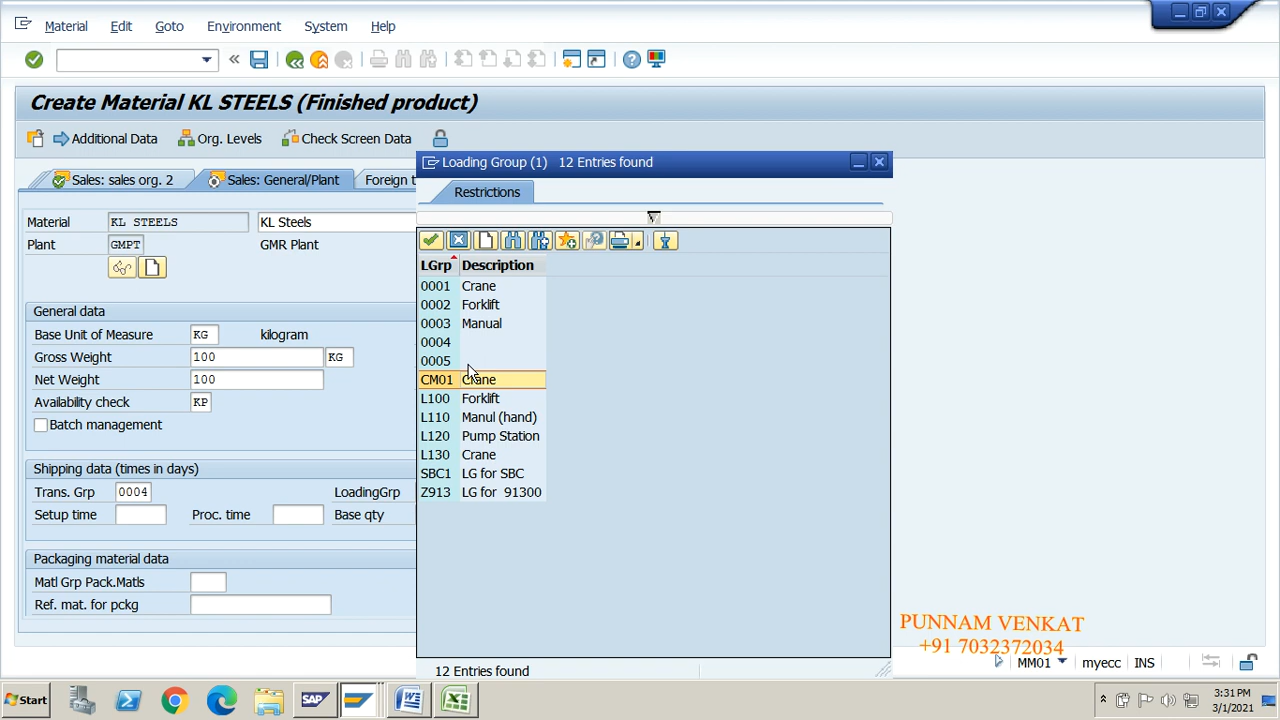 Material Edit Goto Environment System Help
Create Material KL STEELS (Finished product)
Additional Data Org. Levels Check Screen Data
Sales: sales org. 2 Sales: General/Plant Foreign t
Material KL STEELS KL Steels
Plant GMPT GMR Plant
General data
Base Unit of Measure KG kilogram
Gross Weight 100 KG
Net Weight 100
Availability check KP
Batch management
Shipping data (times in days)
Trans. Grp 0004 LoadingGrp
Setup time Proc. time Base qty
Packaging material data
Matl Grp Pack.Matls
Ref. mat. for pckg
Loading Group (1) 12 Entries found
Restrictions
LGrp Description
0001 Crane
0002 Forklift
0003 Manual
0004
0005
CM01 Crane
L100 Forklift
L110 Manul (hand)
L120 Pump Station
L130 Crane
SBC1 LG for SBC
Z913 LG for 91300
12 Entries found
PUNNAM VENKAT
+91 7032372034
MM01 myecc INS
Start SAP 3:31 PM
3/1/2021